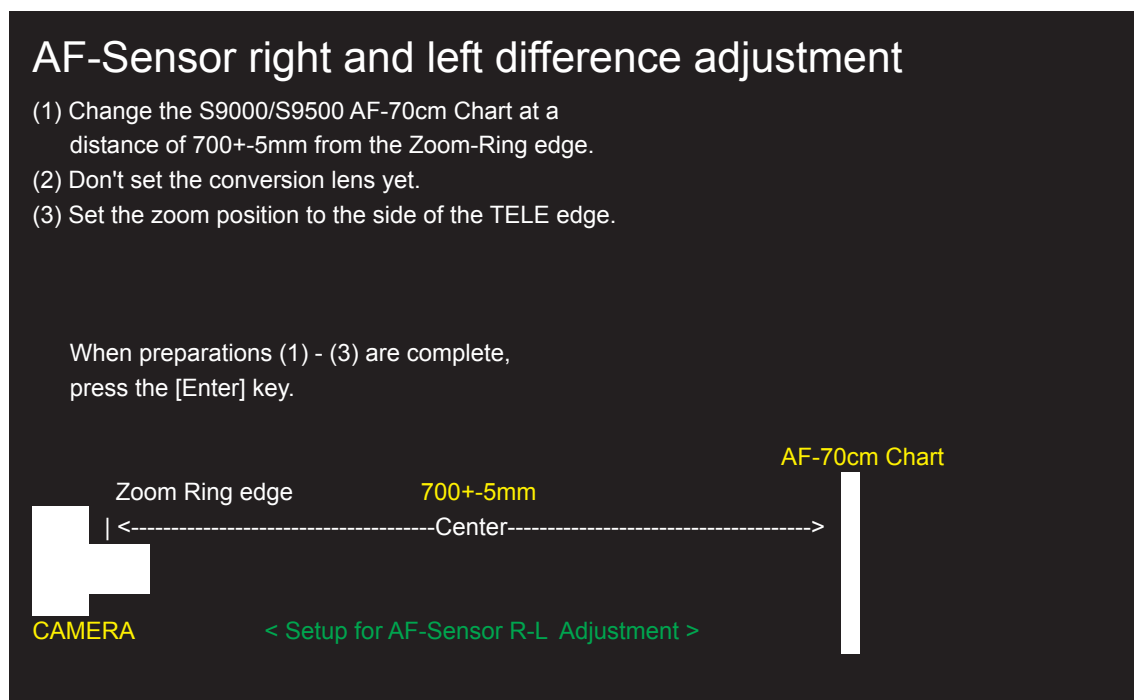 AF-Sensor right and left difference adjustment
(1) Change the S9000/S9500 AF-70cm Chart at a
distance of 700+-5mm from the Zoom-Ring edge.
(2) Don't set the conversion lens yet.
(3) Set the zoom position to the side of the TELE edge.
When preparations (1) - (3) are complete,
press the [Enter] key.
AF-70cm Chart
Zoom Ring edge 700+-5mm
| <--------------------------------------Center-------------------------------------->
CAMERA < Setup for AF-Sensor R-L Adjustment >